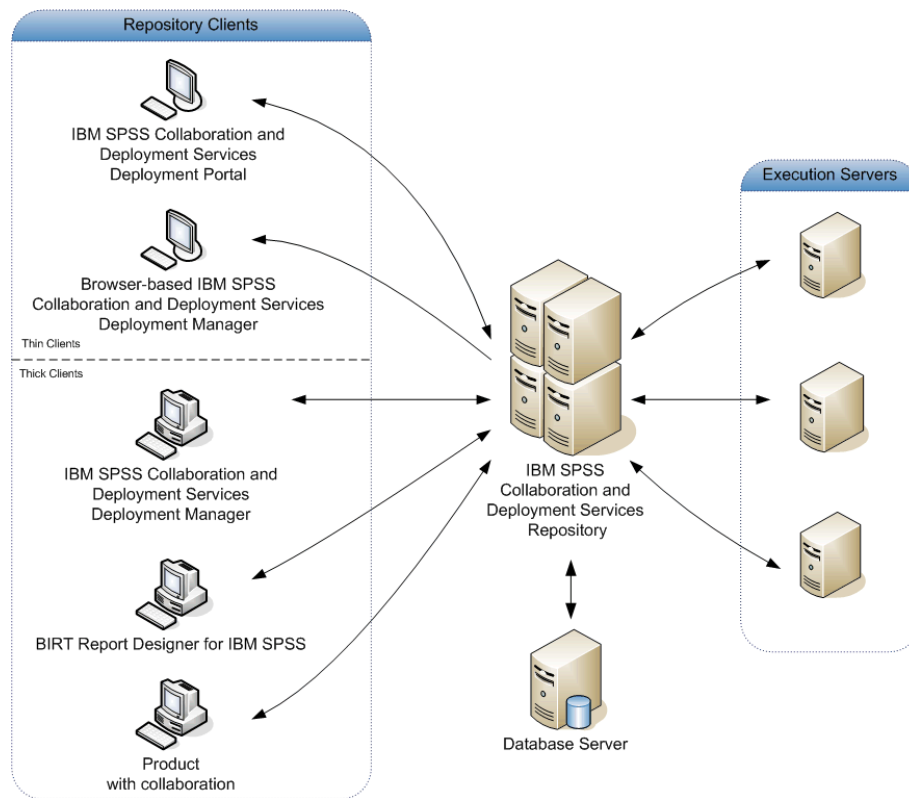 Repository Clients
IBM SPSS Collaboration and
Deployment Services
Deployment Portal
Browser-based IBM SPSS
Collaboration and Deployment Services
Deployment Manager
Thin Clients
Thick Clients
IBM SPSS Collaboration and
Deployment Services
Deployment Manager
BIRT Report Designer for IBM SPSS
Product
with collaboration
IBM SPSS
Collaboration and
Deployment Services
Repository
Database Server
Execution Servers